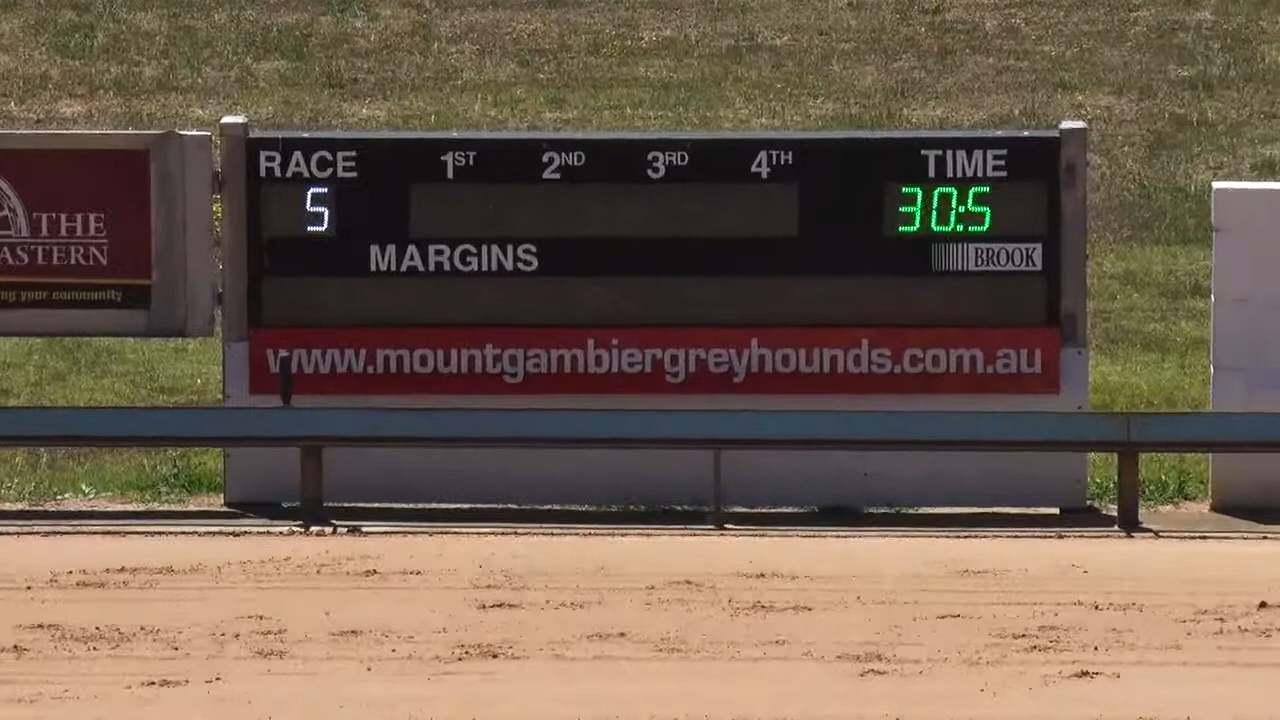 RACE 1ST 2ND 3RD 4TH TIME
5 30:5
MARGINS BROOK
www.mountgambiergreyhounds.com.au
THE
ASTERN
ng your community